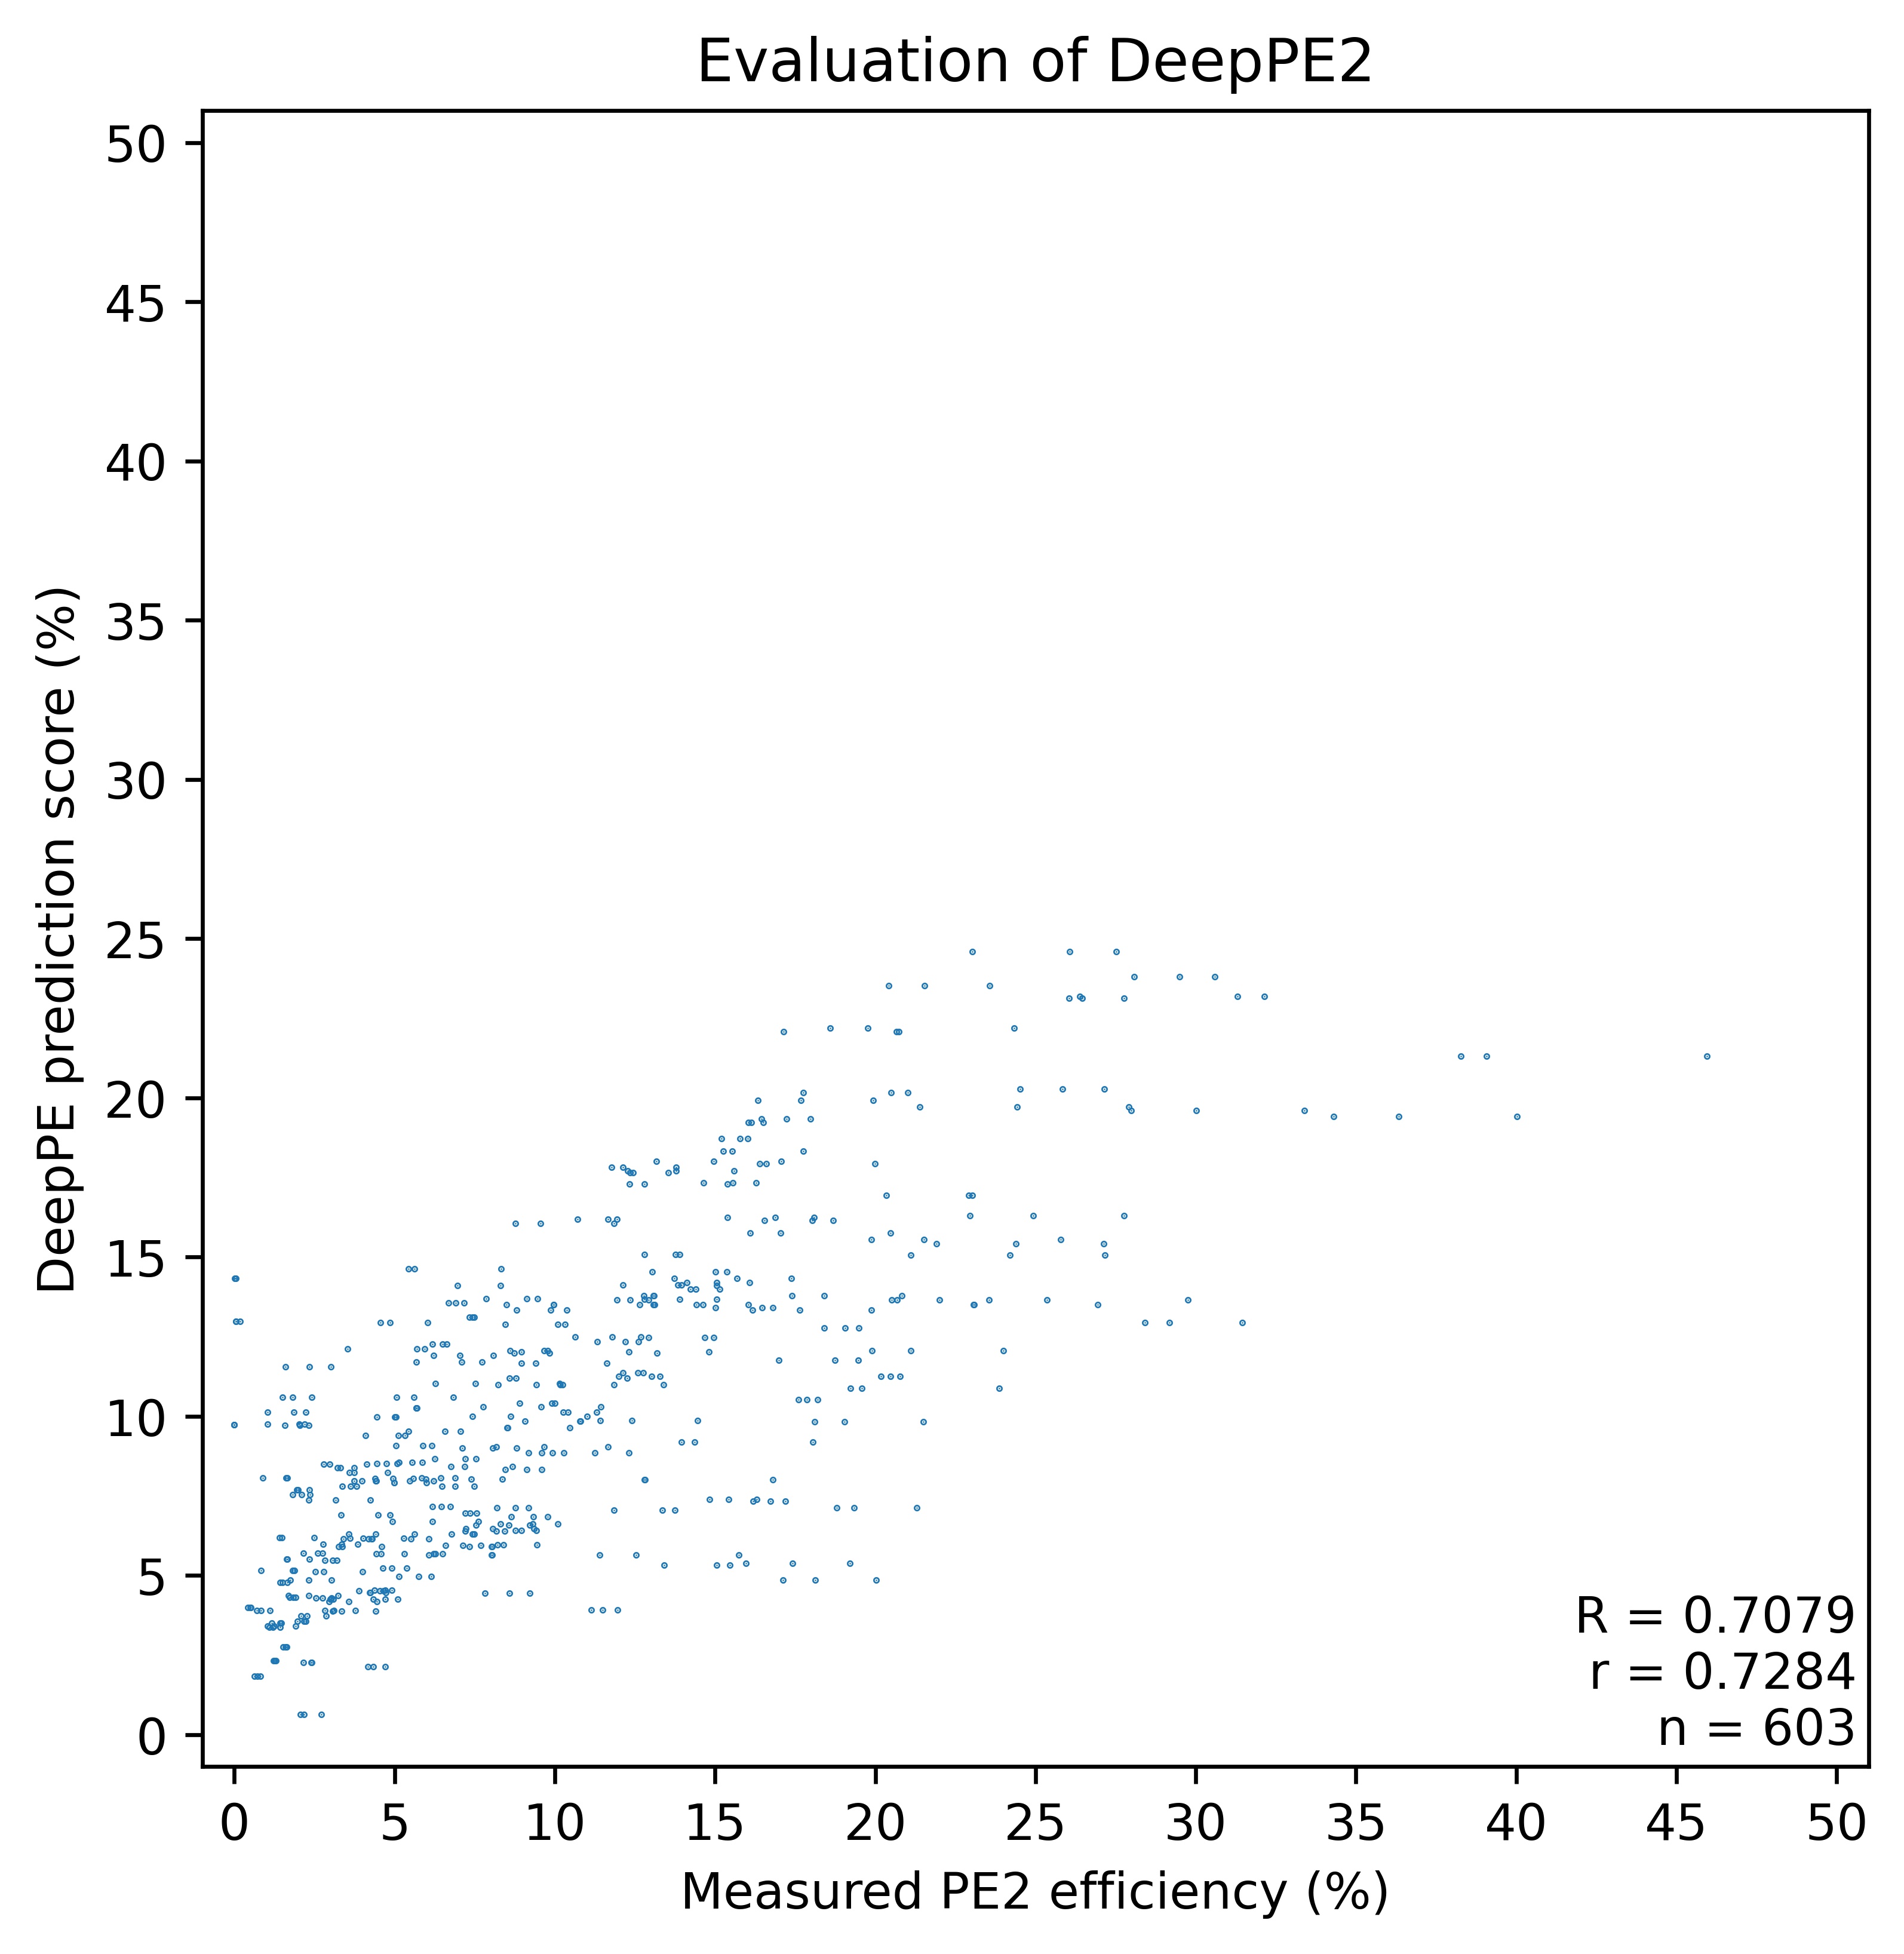 Evaluation of DeepPE2
DeepPE prediction score (%)
50
45
40
35
30
25
20
15
10
5
0
R = 0.7079
r = 0.7284
n = 603
0 5 10 15 20 25 30 35 40 45 50
Measured PE2 efficiency (%)